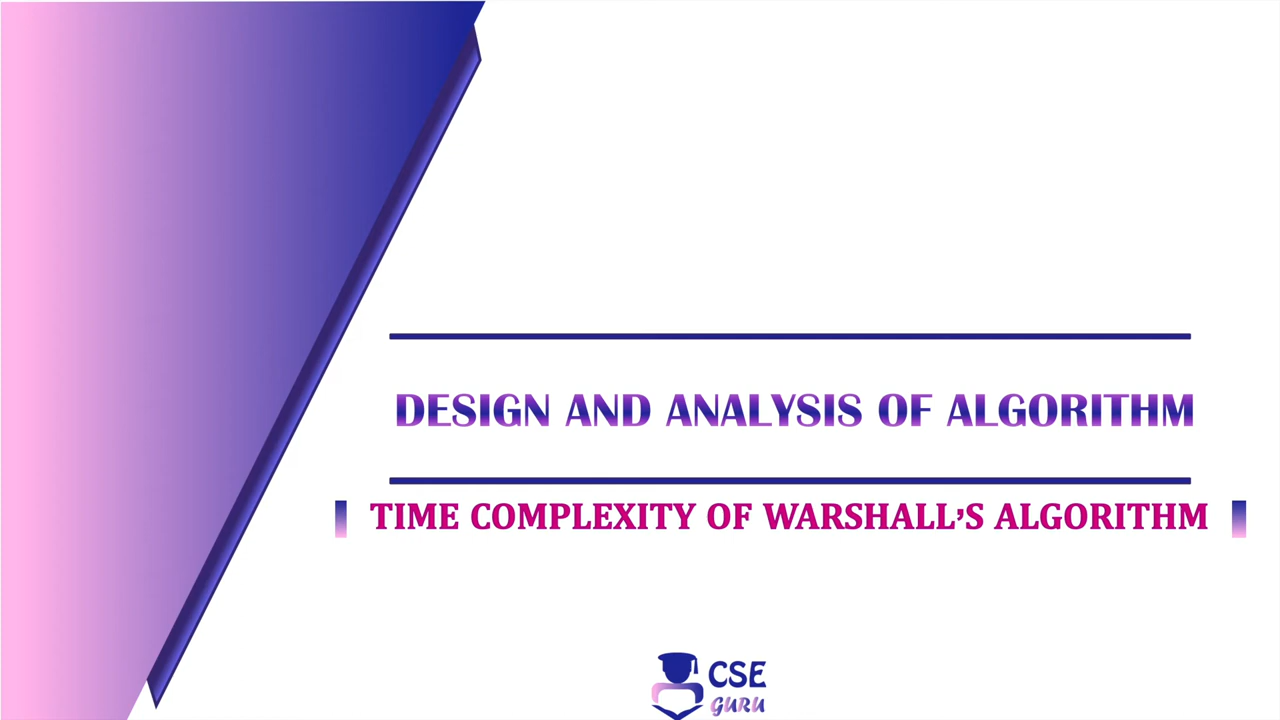 DESIGN AND ANALYSIS OF ALGORITHM
TIME COMPLEXITY OF WARSHALL’S ALGORITHM
CSE
GURU